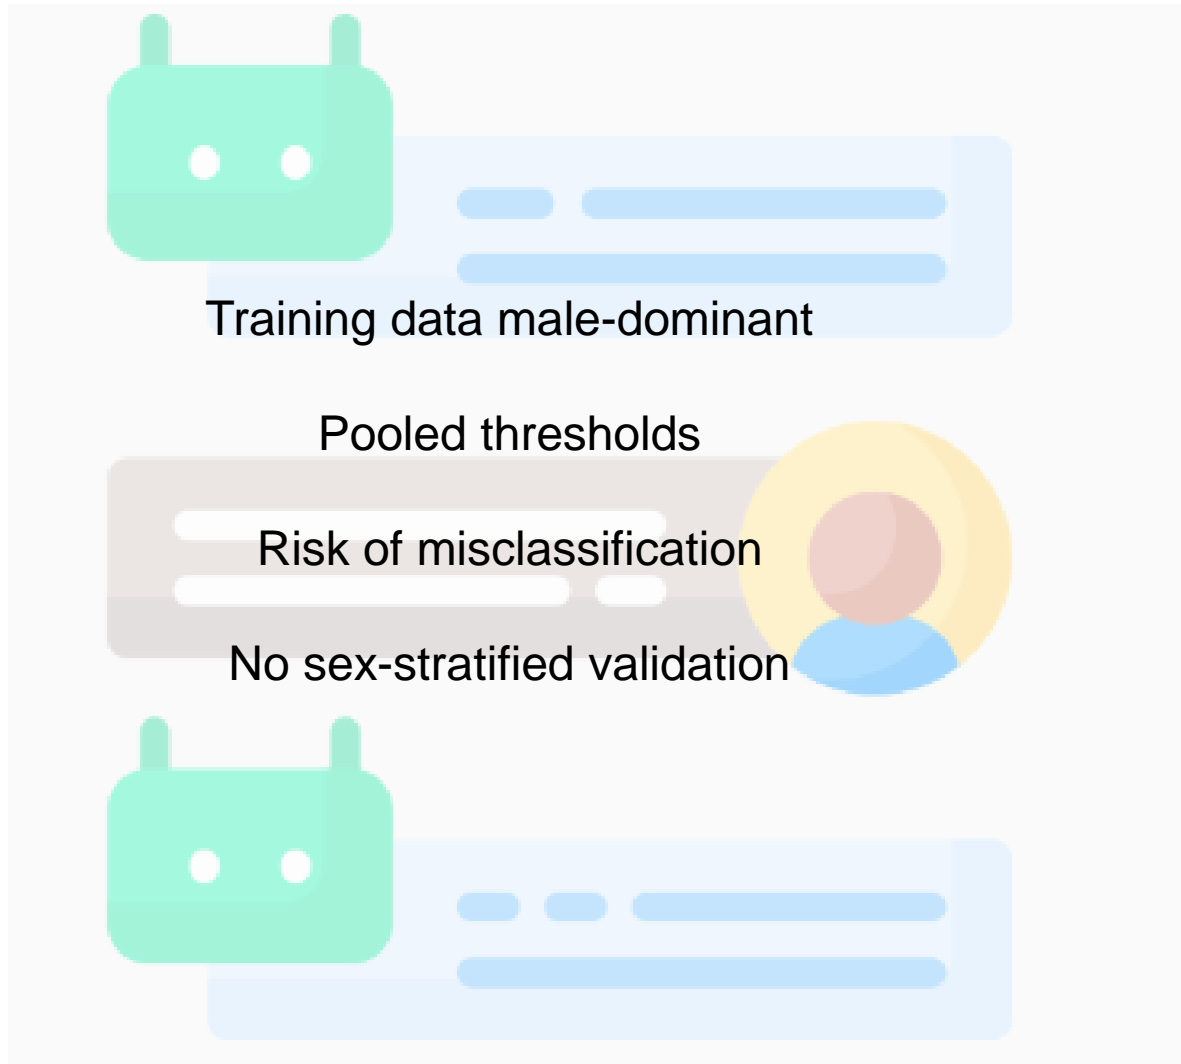 Training data male-dominant
Pooled thresholds
Risk of misclassification
No sex-stratified validation